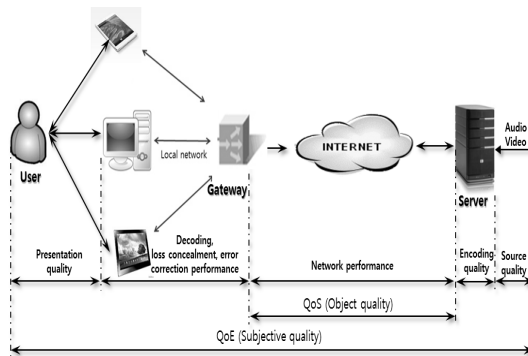 Audio
Video
INTERNET
Local network
User
Gateway
Server
Presentation
quality
Decoding,
loss concealment, error
correction performance
Network performance
Encoding
quality
Source
quality
QoS (Object quality)
QoE (Subjective quality)